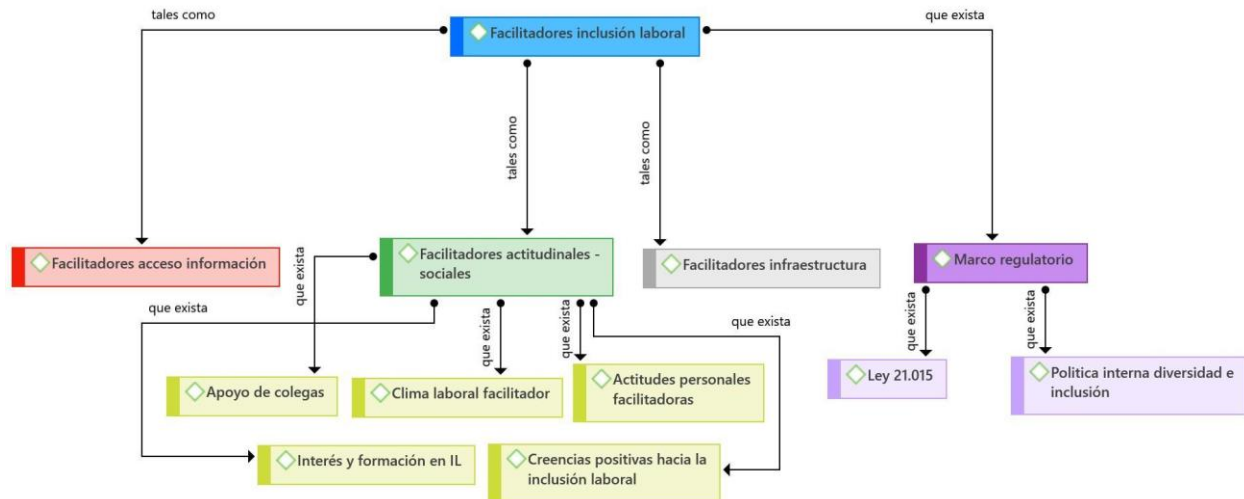 tales como
que exista
Facilitadores inclusión laboral
tales como
tales como
Facilitadores acceso información
Facilitadores actitudinales -
sociales
Facilitadores infraestructura
Marco regulatorio
que exista
que exista
que exista
que exista
que exista
que exista
que exista
Apoyo de colegas
Clima laboral facilitador
Actitudes personales
facilitadoras
Ley 21.015
Politica interna diversidad e
inclusión
Interés y formación en IL
Creencias positivas hacia la
inclusión laboral